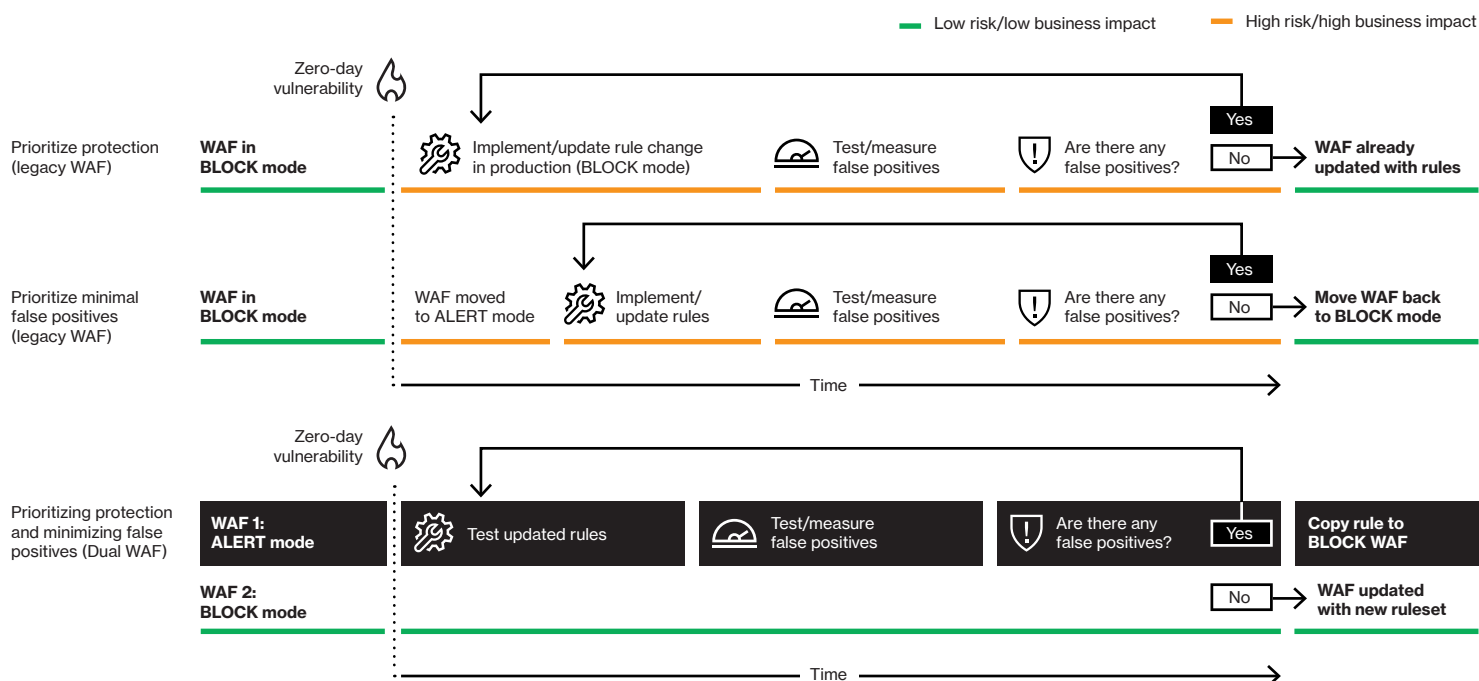 Low risk/low business impact
High risk/high business impact
Zero-day
vulnerability
Prioritize protection
(legacy WAF)
WAF in
BLOCK mode
Implement/update rule change
in production (BLOCK mode)
Test/measure
false positives
Are there any
false positives?
Yes
No
WAF already
updated with rules
Prioritize minimal
false positives
(legacy WAF)
WAF in
BLOCK mode
WAF moved
to ALERT mode
Implement/
update rules
Test/measure
false positives
Are there any
false positives?
Yes
No
Move WAF back
to BLOCK mode
Time
Zero-day
vulnerability
Prioritizing protection
and minimizing false
positives (Dual WAF)
WAF 1:
ALERT mode
Test updated rules
Test/measure
false positives
Are there any
false positives?
Yes
Copy rule to
BLOCK WAF
WAF 2:
BLOCK mode
No
WAF updated
with new ruleset
Time